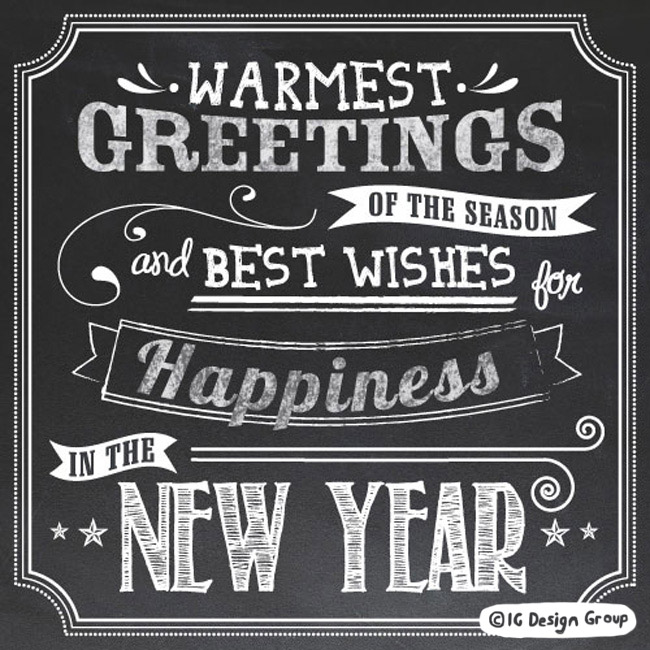 WARMEST
GREETINGS
OF THE SEASON
and BEST WISHES for
Happiness
IN THE
NEW YEAR
©IG Design Group